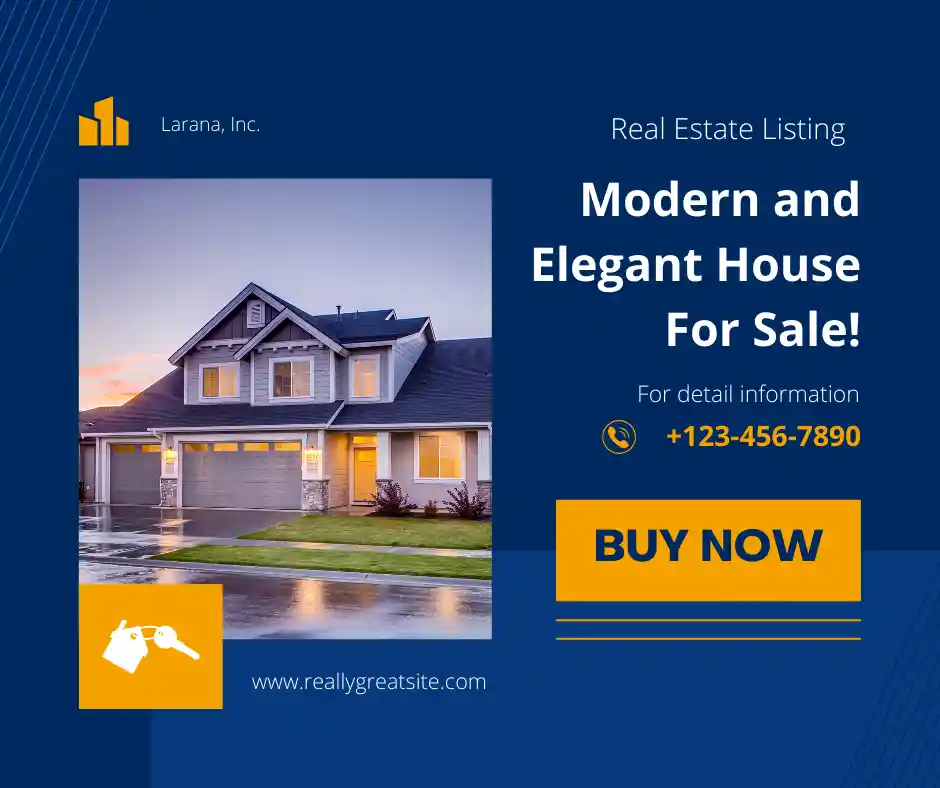 Larana, Inc.
Real Estate Listing
Modern and
Elegant House
For Sale!
For detail information
+123-456-7890
BUY NOW
www.reallygreatsite.com